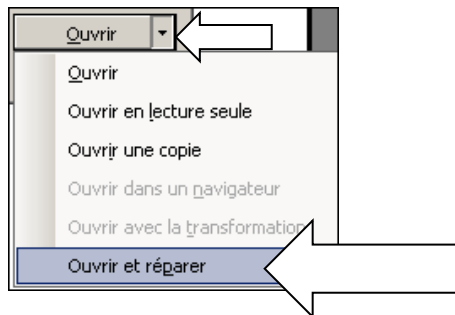 Ouvrir
Ouvrir
Ouvrir en lecture seule
Ouvrir une copie
Ouvrir dans un navigateur
Ouvrir avec la transformation
Ouvrir et réparer